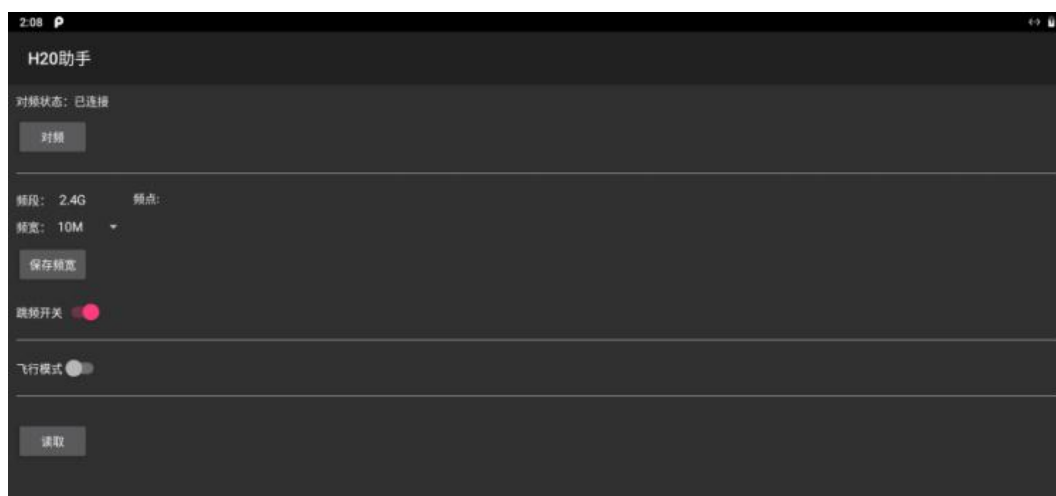 2:08
H20助手
对频状态：已连接
对频
频段： 2.4G 频点:
频宽： 10M
保存频宽
跳频开关
飞行模式
读取